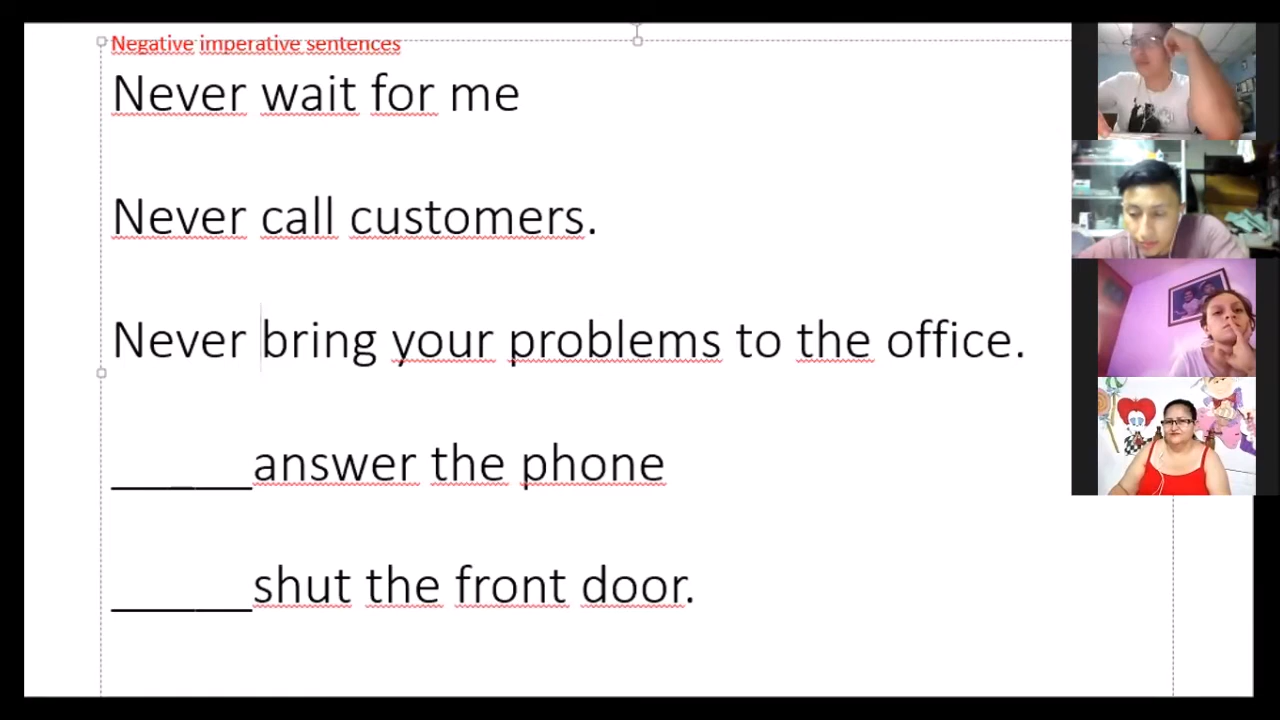 Negative imperative sentences
Never wait for me
Never call customers.
Never bring your problems to the office.
______answer the phone
______shut the front door.